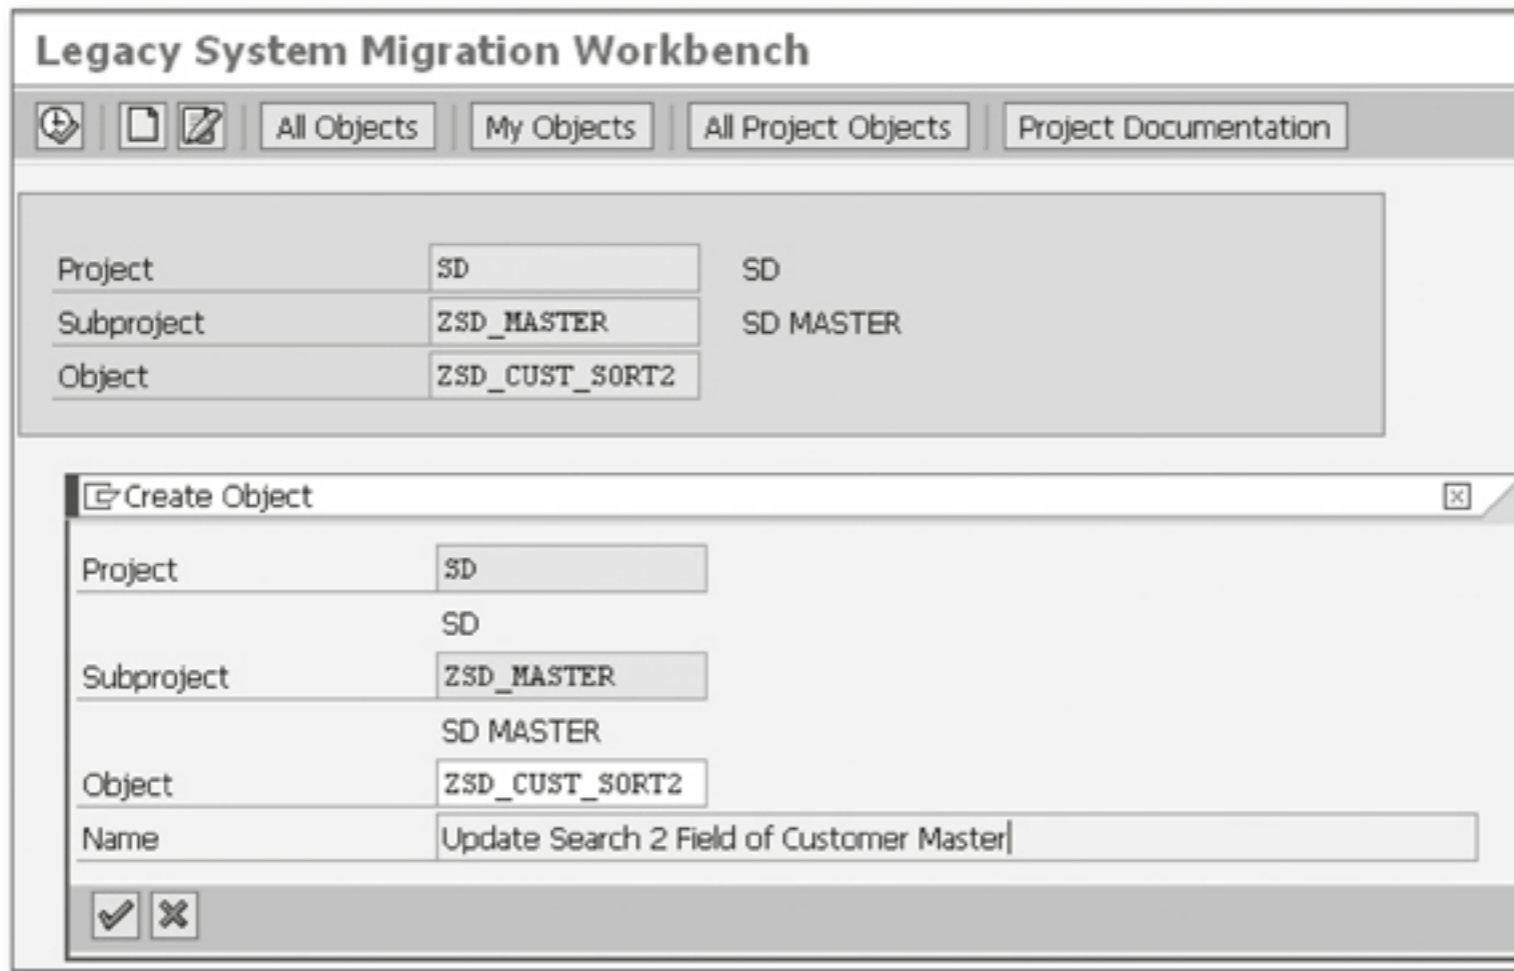 Legacy System Migration Workbench
All Objects My Objects All Project Objects Project Documentation
Project SD SD
Subproject ZSD_MASTER SD MASTER
Object ZSD_CUST_SORT2
Create Object
Project SD
SD
Subproject ZSD_MASTER
SD MASTER
Object ZSD_CUST_SORT2
Name Update Search 2 Field of Customer Master